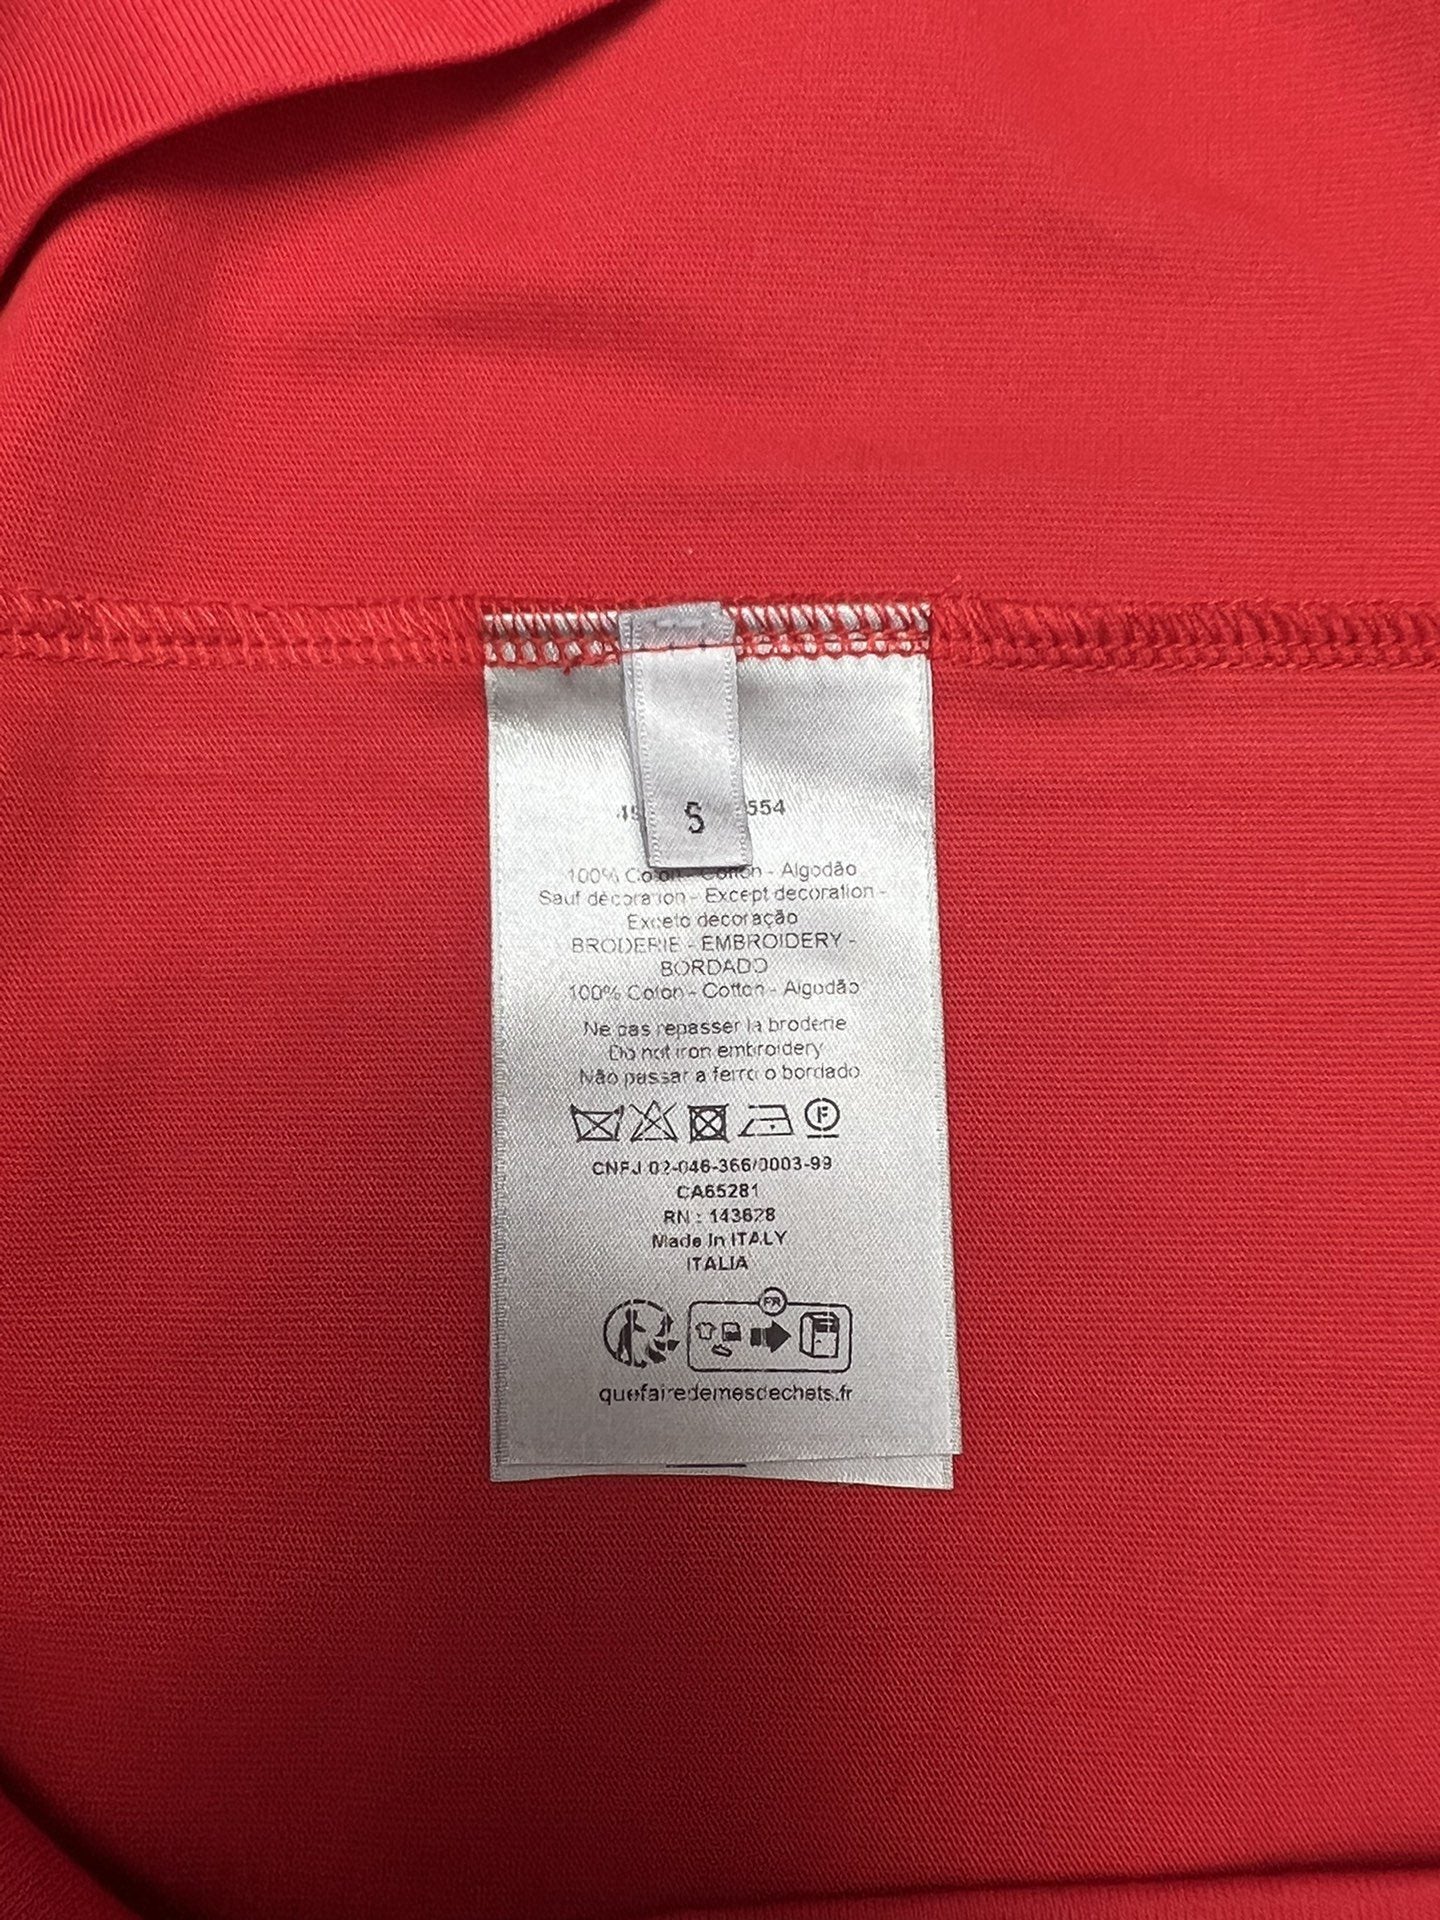 S
554
100% Coton - Cotton - Algodão
Sauf décoration - Except decoration -
Exceto decoração
BRODERIE - EMBROIDERY -
BORDADO
100% Coton - Cotton - Algodão
Ne pas repasser la broderie
Do not iron embroidery
Não passar a ferro o bordado
F
CNPJ 02-046-366/0003-99
CA65281
RN : 143628
Made in ITALY
ITALIA
FR
quefairedemesdechets.fr